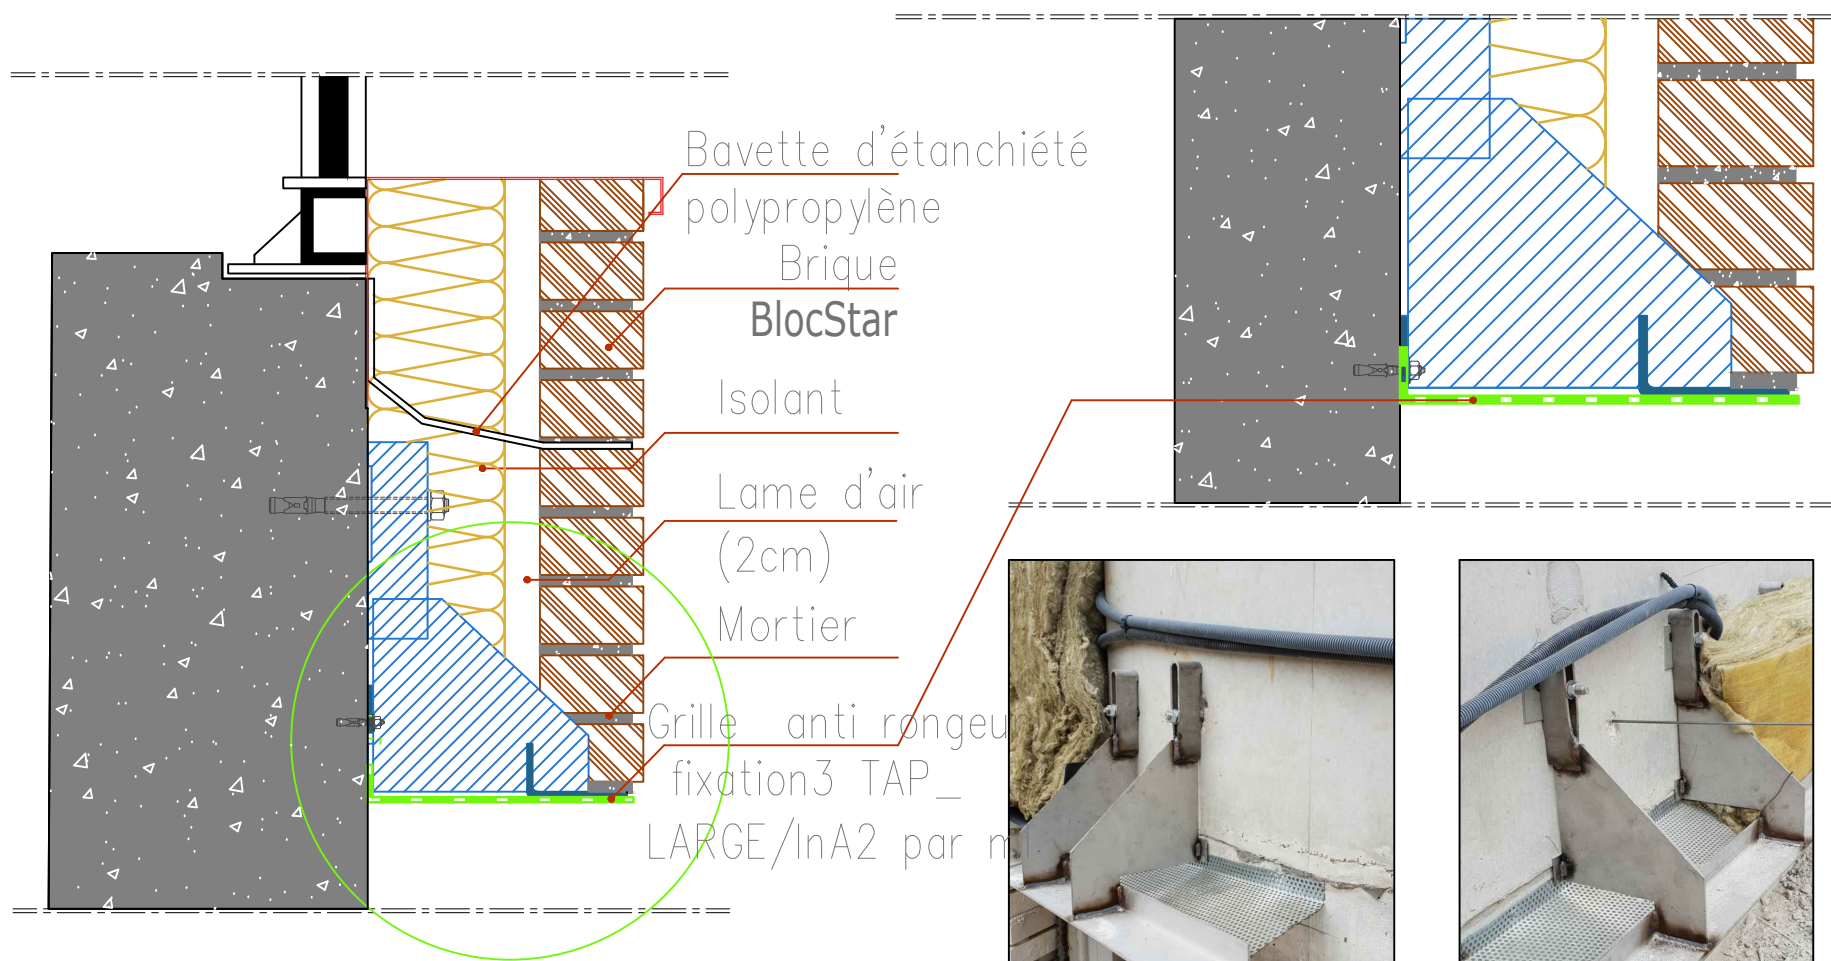 Bavette d'étanchiété
polypropylène
Brique
BlocStar
Isolant
Lame d'air
(2cm)
Mortier
Grille anti rongeu
fixation3 TAP_
LARGE/InA2 par m